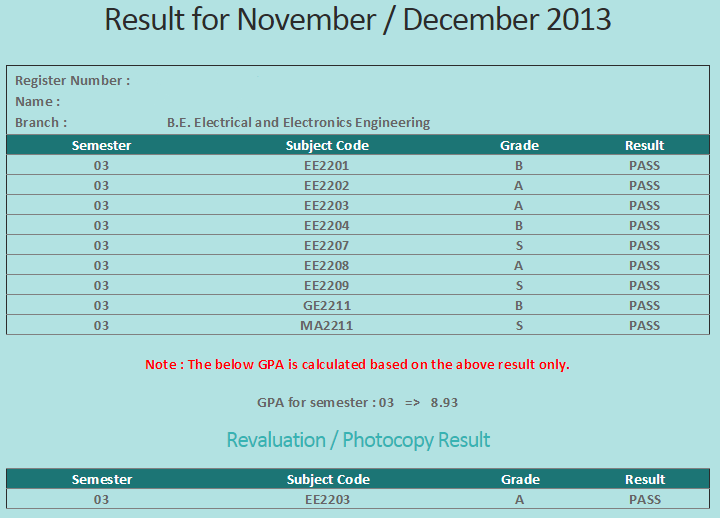 Result for November / December 2013
Register Number :
Name :
Branch : B.E. Electrical and Electronics Engineering
Semester Subject Code Grade Result
03 EE2201 B PASS
03 EE2202 A PASS
03 EE2203 A PASS
03 EE2204 B PASS
03 EE2207 S PASS
03 EE2208 A PASS
03 EE2209 S PASS
03 GE2211 B PASS
03 MA2211 S PASS
Note : The below GPA is calculated based on the above result only.
GPA for semester : 03 => 8.93
Revaluation / Photocopy Result
Semester Subject Code Grade Result
03 EE2203 A PASS